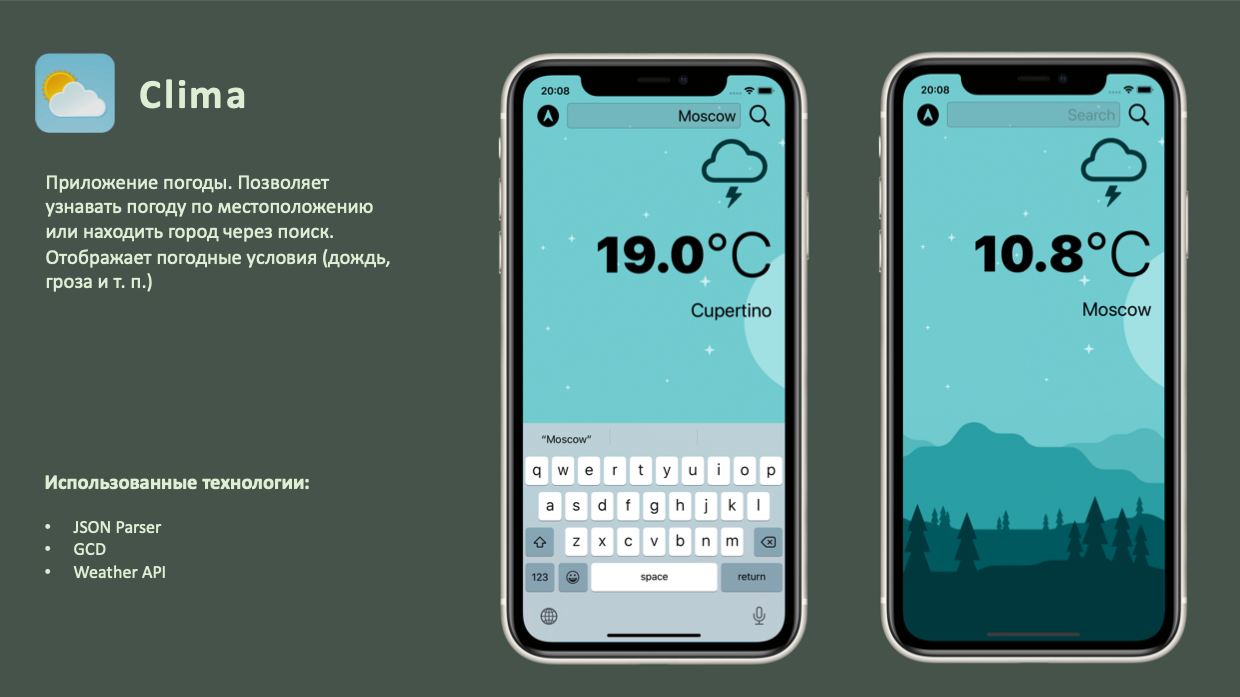 Clima
Приложение погоды. Позволяет
узнавать погоду по местоположению
или находить город через поиск.
Отображает погодные условия (дождь,
гроза и т. п.)
Использованные технологии:
• JSON Parser
• GCD
• Weather API
20:08
Moscow
19.0°C
Cupertino
“Moscow”
q w e r t y u i o p
a s d f g h j k l
z x c v b n m
123 space return
20:08
Search
10.8°C
Moscow